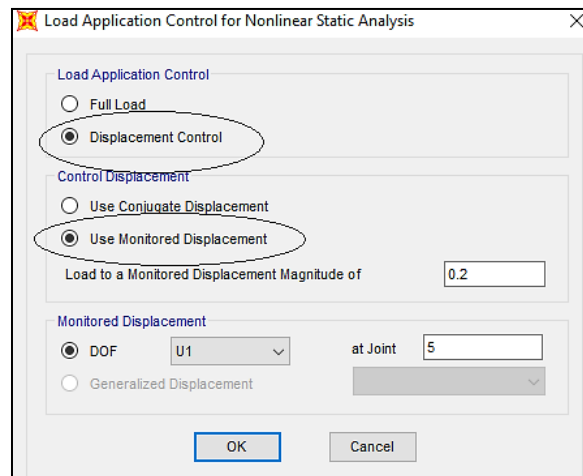 Load Application Control for Nonlinear Static Analysis
Load Application Control
Full Load
Displacement Control
Control Displacement
Use Conjugate Displacement
Use Monitored Displacement
Load to a Monitored Displacement Magnitude of 0.2
Monitored Displacement
DOF U1 at Joint 5
Generalized Displacement
OK Cancel